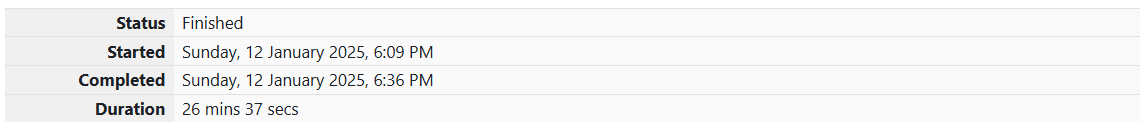 Status Finished
Started Sunday, 12 January 2025, 6:09 PM
Completed Sunday, 12 January 2025, 6:36 PM
Duration 26 mins 37 secs